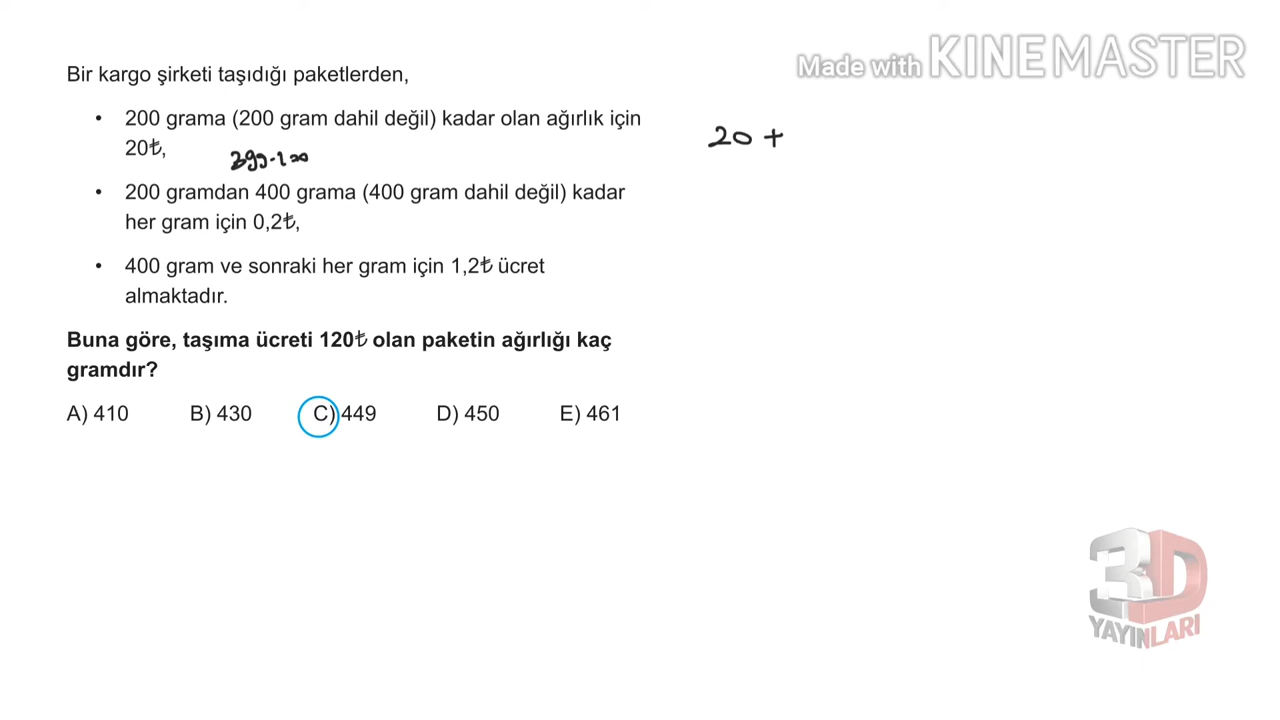 Made with KINEMASTER
Bir kargo şirketi taşıdığı paketlerden,
• 200 grama (200 gram dahil değil) kadar olan ağırlık için
20₺,
• 200 gramdan 400 grama (400 gram dahil değil) kadar
her gram için 0,2₺,
• 400 gram ve sonraki her gram için 1,2₺ ücret
almaktadır.
Buna göre, taşıma ücreti 120₺ olan paketin ağırlığı kaç
gramdır?
A) 410 B) 430 C) 449 D) 450 E) 461
20 +
3D
YAYINLARI